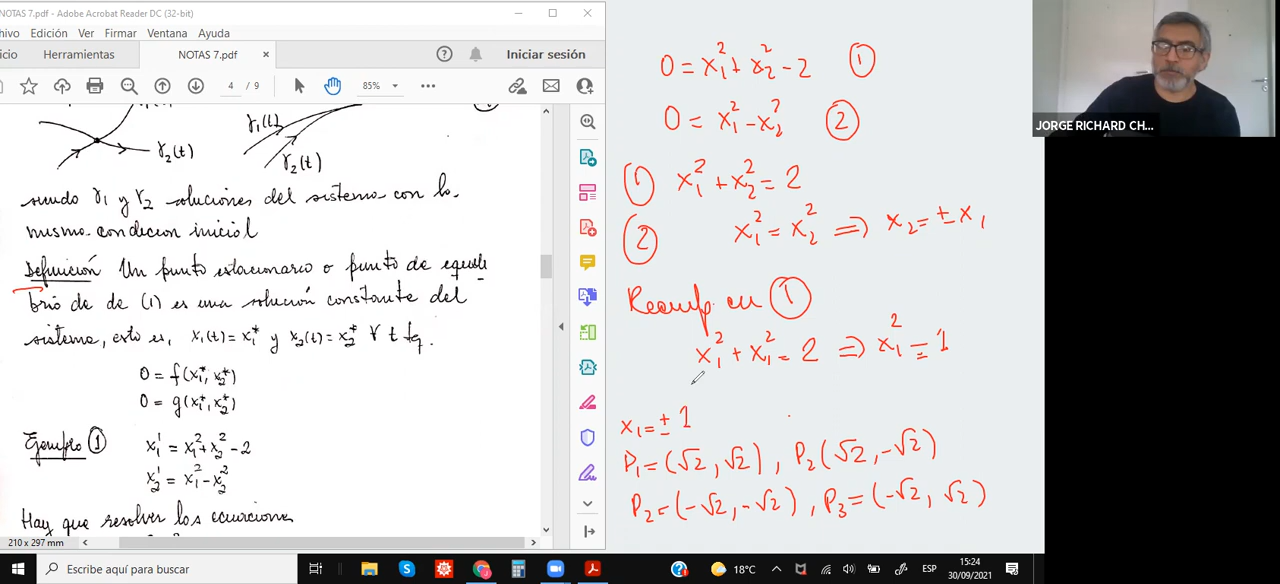 NOTAS 7.pdf - Adobe Acrobat Reader DC (32-bit)
hivo Edición Ver Firmar Ventana Ayuda
icio Herramientas NOTAS 7.pdf × Iniciar sesión
4 / 9 85%
γ2(t)
γ1(t)
γ2(t)
siendo γ1 y γ2 soluciones del sistema con la
misma condicion inicial
Definición Un punto estacionario o punto de equili
brio de de (1) es una solución constante del
sistema, esto es, x1(t) = x1* y x2(t) = x2* ∀ t tq.
0 = f(x1*, x2*)
0 = g(x1*, x2*)
Ejemplo ① x1' = x1² + x2² - 2
x2' = x1² - x2²
Hay que resolver las ecuaciones
210 x 297 mm
0 = x1² + x2² - 2 ①
0 = x1² - x2² ②
① x1² + x2² = 2
② x1² = x2² ⇒ x2 = ± x1
Reemp. en ①
x1² + x1² = 2 ⇒ x1² = 1
x1 = ± 1
P1 = (√2, √2), P2 (√2, -√2)
P2 = (-√2, -√2), P3 = (-√2, √2)
JORGE RICHARD CH...
Escribe aquí para buscar
18°C ESP 15:24
30/09/2021